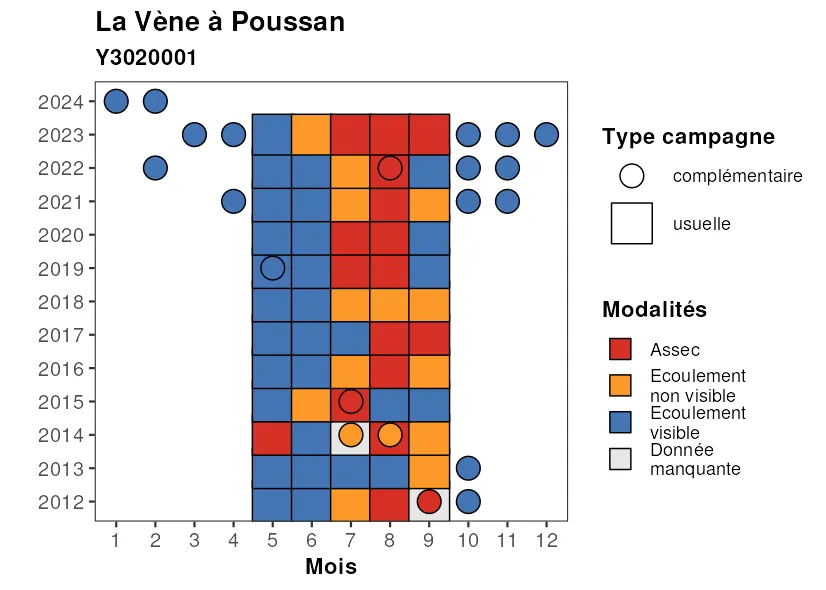 La Vène à Poussan
Y3020001
2024
2023
2022
2021
2020
2019
2018
2017
2016
2015
2014
2013
2012
1 2 3 4 5 6 7 8 9 10 11 12
Mois
Type campagne
complémentaire
usuelle
Modalités
Assec
Ecoulement
non visible
Ecoulement
visible
Donnée
manquante